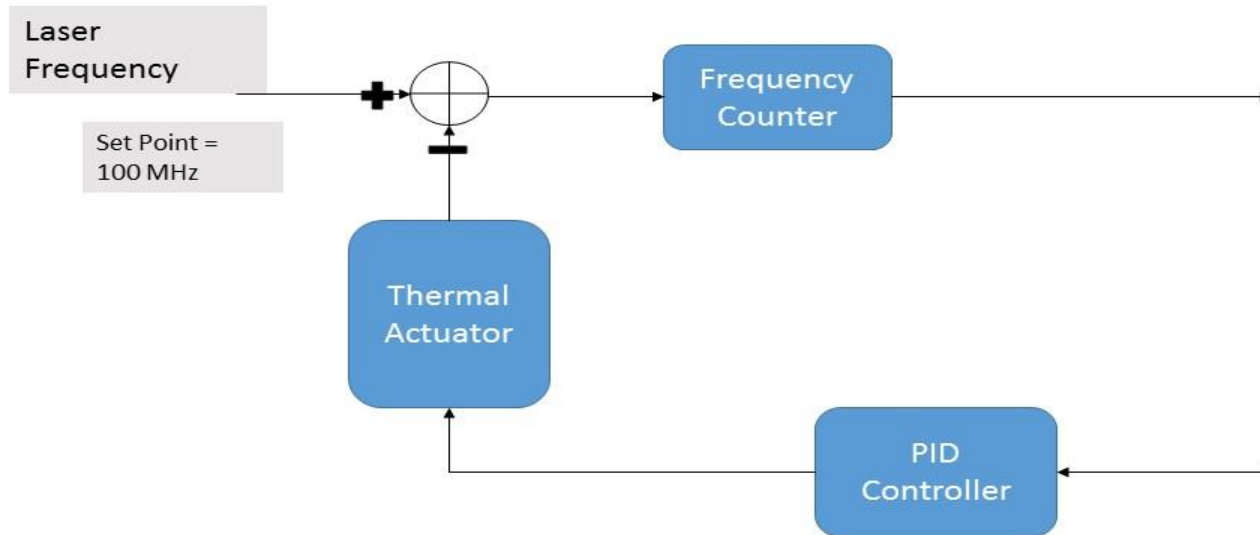 Laser
Frequency
Set Point =
100 MHz
Frequency
Counter
Thermal
Actuator
PID
Controller